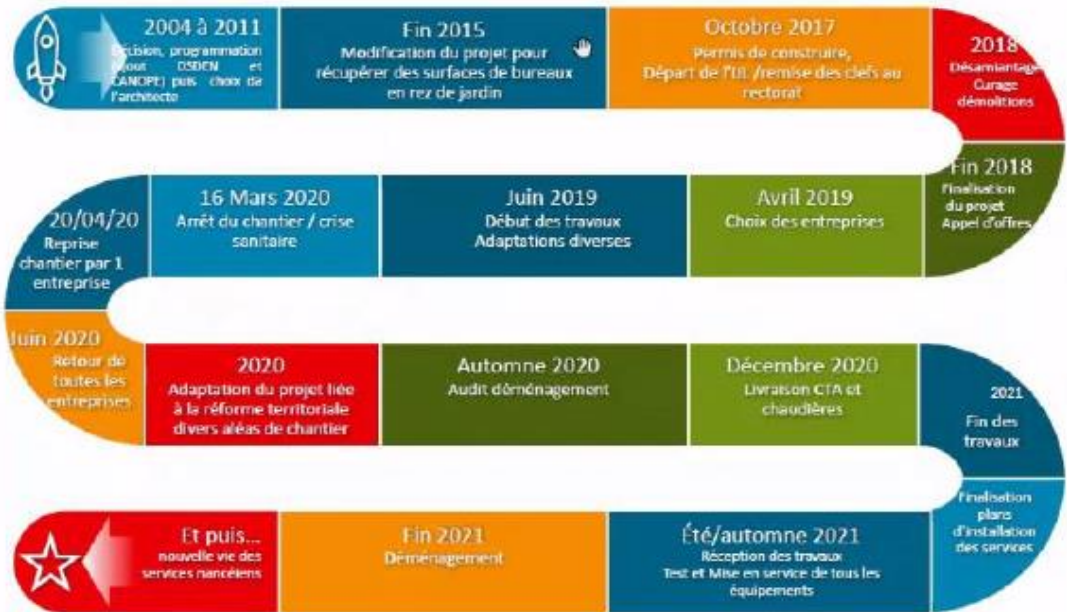 2004 à 2011
Décision, programmation
(ajout DSDEN et
CANOPE) puis choix de
l'architecte
Fin 2015
Modification du projet pour
récupérer des surfaces de bureaux
en rez de jardin
Octobre 2017
Permis de construire,
Départ de l'UL /remise des clefs au
rectorat
2018
Désamiantage
Curage
démolitions
Fin 2018
Finalisation
du projet
Appel d'offres
Avril 2019
Choix des entreprises
Juin 2019
Début des travaux
Adaptations diverses
16 Mars 2020
Arrêt du chantier / crise
sanitaire
20/04/20
Reprise
chantier par 1
entreprise
Juin 2020
Retour de
toutes les
entreprises
2020
Adaptation du projet liée
à la réforme territoriale
divers aléas de chantier
Automne 2020
Audit déménagement
Décembre 2020
Livraison CTA et
chaudières
2021
Fin des
travaux
Finalisation
plans
d'installation
des services
Été/automne 2021
Réception des travaux
Test et Mise en service de tous les
équipements
Fin 2021
Déménagement
Et puis...
nouvelle vie des
services nancéiens